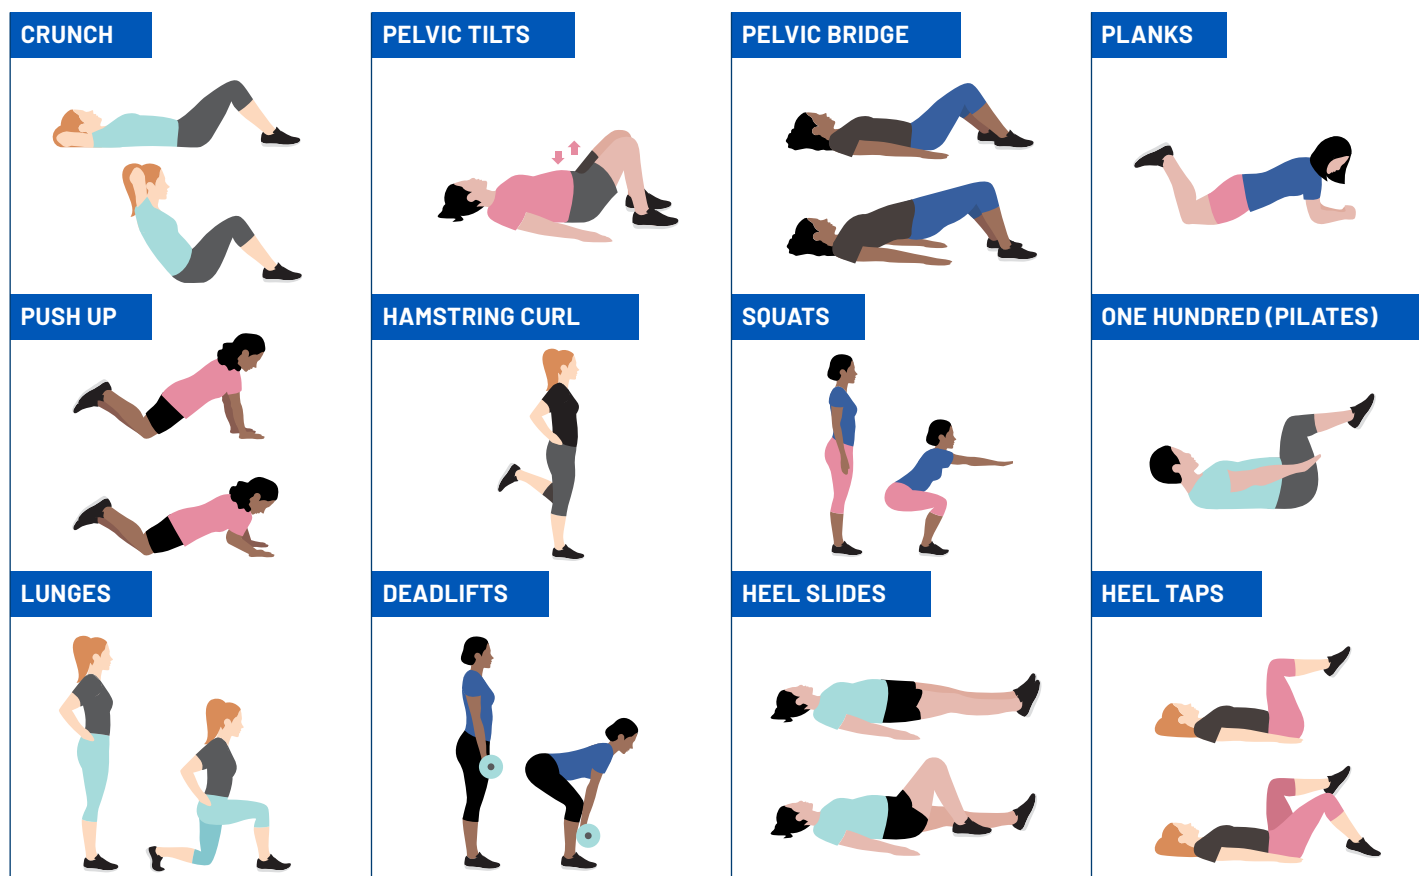 CRUNCH
PELVIC TILTS
PELVIC BRIDGE
PLANKS
PUSH UP
HAMSTRING CURL
SQUATS
ONE HUNDRED (PILATES)
LUNGES
DEADLIFTS
HEEL SLIDES
HEEL TAPS